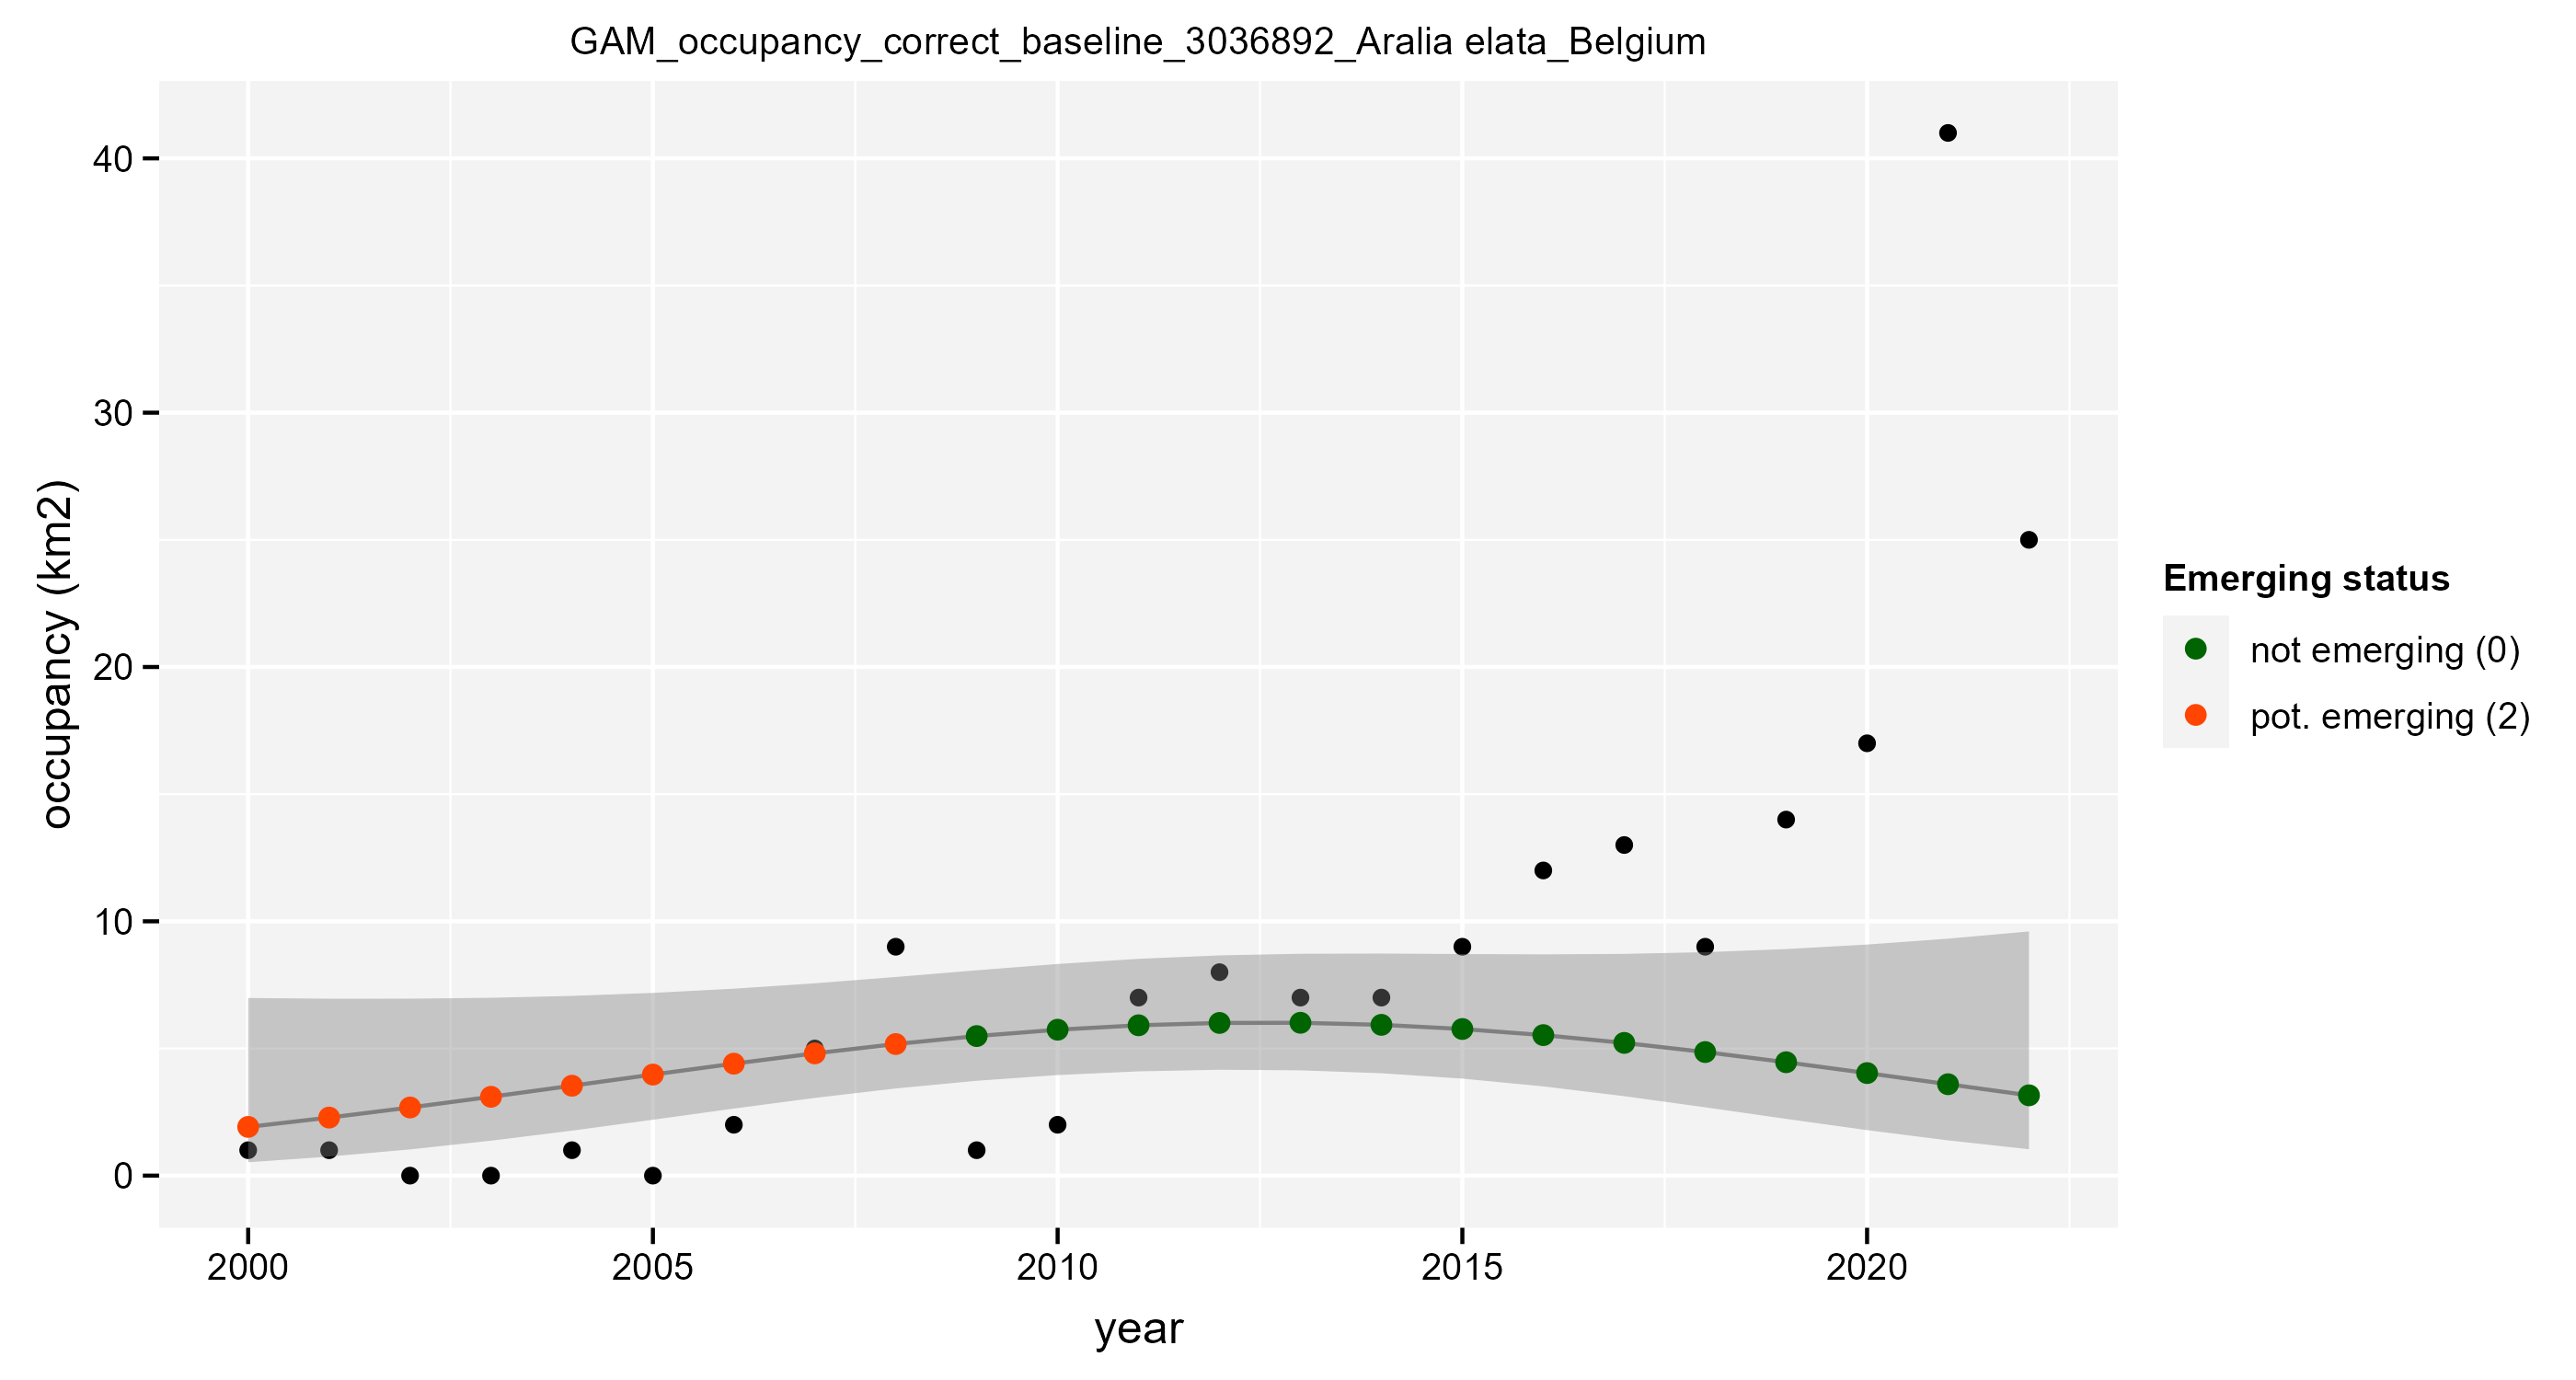 GAM_occupancy_correct_baseline_3036892_Aralia elata_Belgium
occupancy (km2)
40
30
20
10
0
2000 2005 2010 2015 2020
year
Emerging status
not emerging (0)
pot. emerging (2)